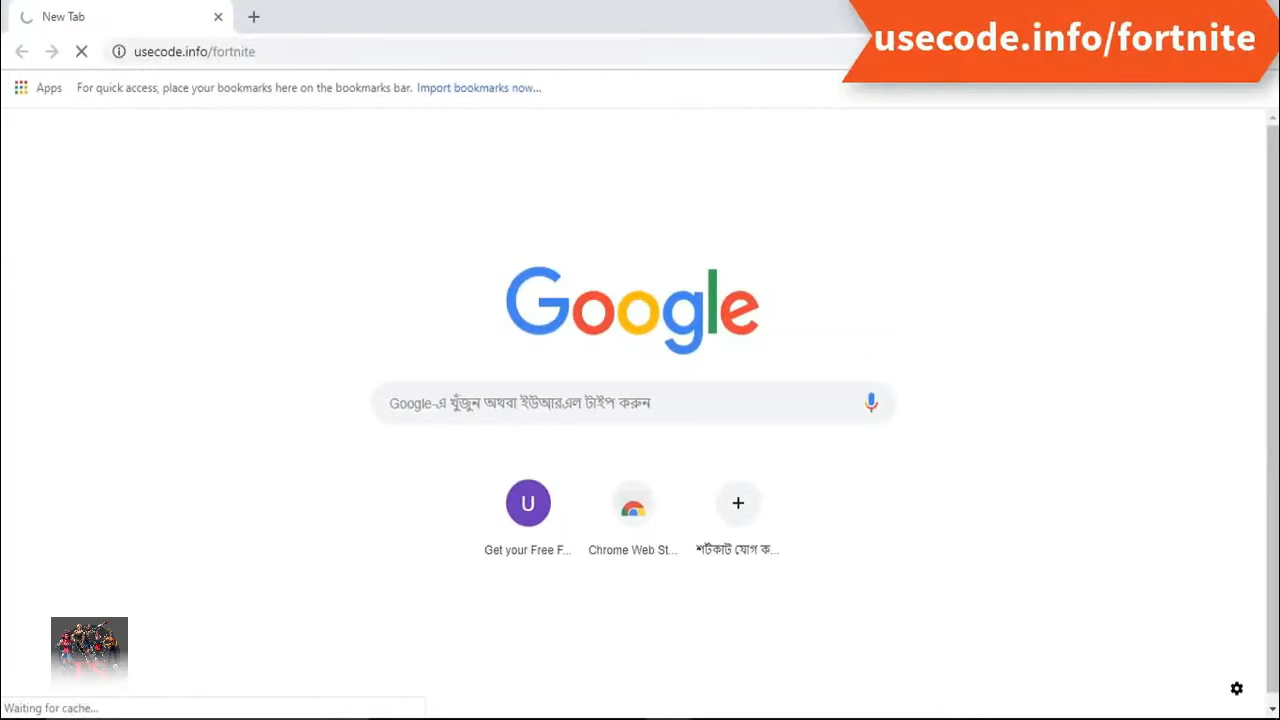 New Tab
usecode.info/fortnite
usecode.info/fortnite
Apps For quick access, place your bookmarks here on the bookmarks bar. Import bookmarks now...
Google
Google-এ খুঁজুন অথবা ইউআরএল টাইপ করুন
U
Get your Free F...
Chrome Web St...
শর্টকাট যোগ ক...
Waiting for cache...